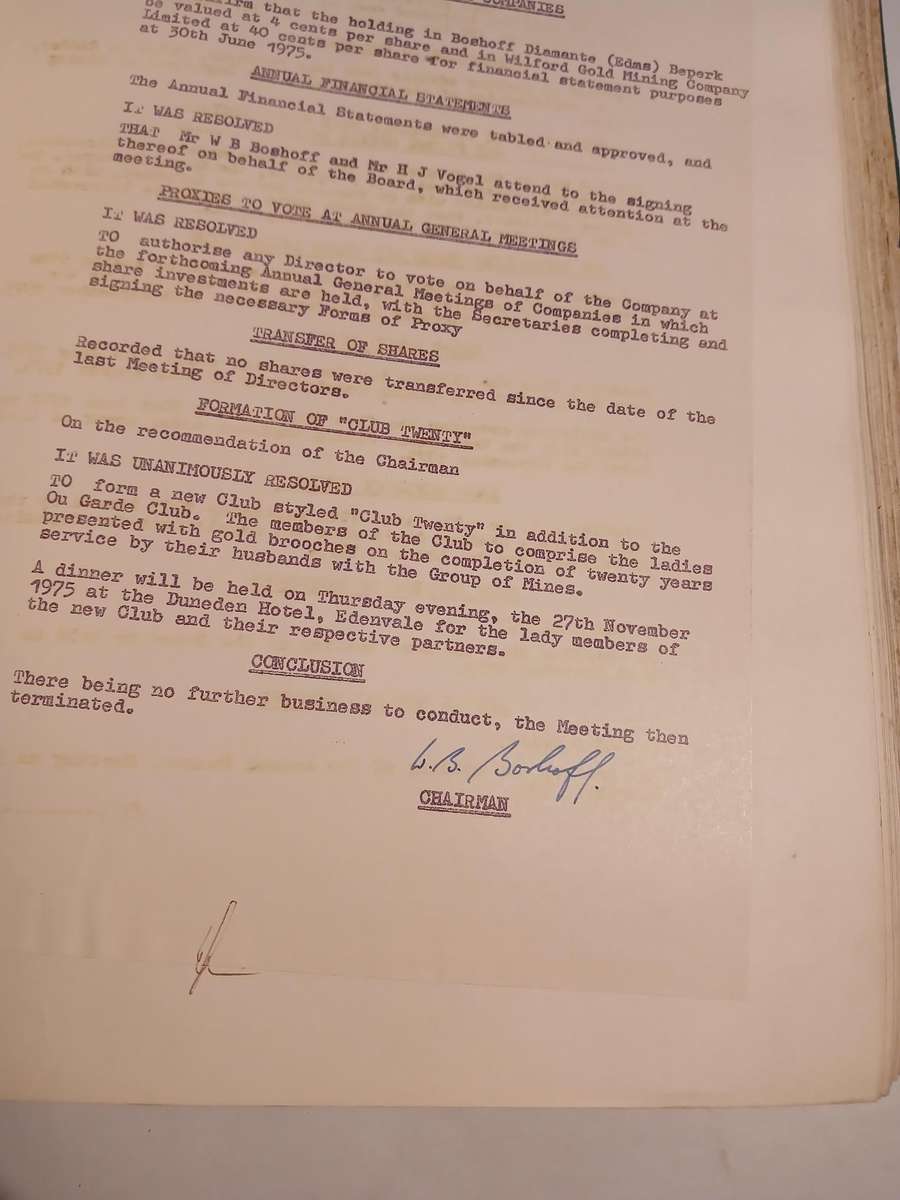 COMPANIES
that the holding in Boshoff Diamante (Edms) Beperk
be valued at 4 cents per share and in Wilford Gold Mining Company
Limited at 40 cents per share for financial statement purposes
at 30th June 1975.
ANNUAL FINANCIAL STATEMENTS
The Annual Financial Statements were tabled and approved, and
IT WAS RESOLVED
THAT Mr W B Boshoff and Mr H J Vogel attend to the signing
thereof on behalf of the Board, which received attention at the
meeting.
PROXIES TO VOTE AT ANNUAL GENERAL MEETINGS
IT WAS RESOLVED
TO authorise any Director to vote on behalf of the Company at
the forthcoming Annual General Meetings of Companies in which
share investments are held, with the Secretaries completing and
signing the necessary Forms of Proxy
TRANSFER OF SHARES
Recorded that no shares were transferred since the date of the
last Meeting of Directors.
FORMATION OF "CLUB TWENTY"
On the recommendation of the Chairman
IT WAS UNANIMOUSLY RESOLVED
TO form a new Club styled "Club Twenty" in addition to the
Ou Garde Club. The members of the Club to comprise the ladies
presented with gold brooches on the completion of twenty years
service by their husbands with the Group of Mines.
A dinner will be held on Thursday evening, the 27th November
1975 at the Duneden Hotel, Edenvale for the lady members of
the new Club and their respective partners.
CONCLUSION
There being no further business to conduct, the Meeting then
terminated.
W.B. Boshoff.
CHAIRMAN